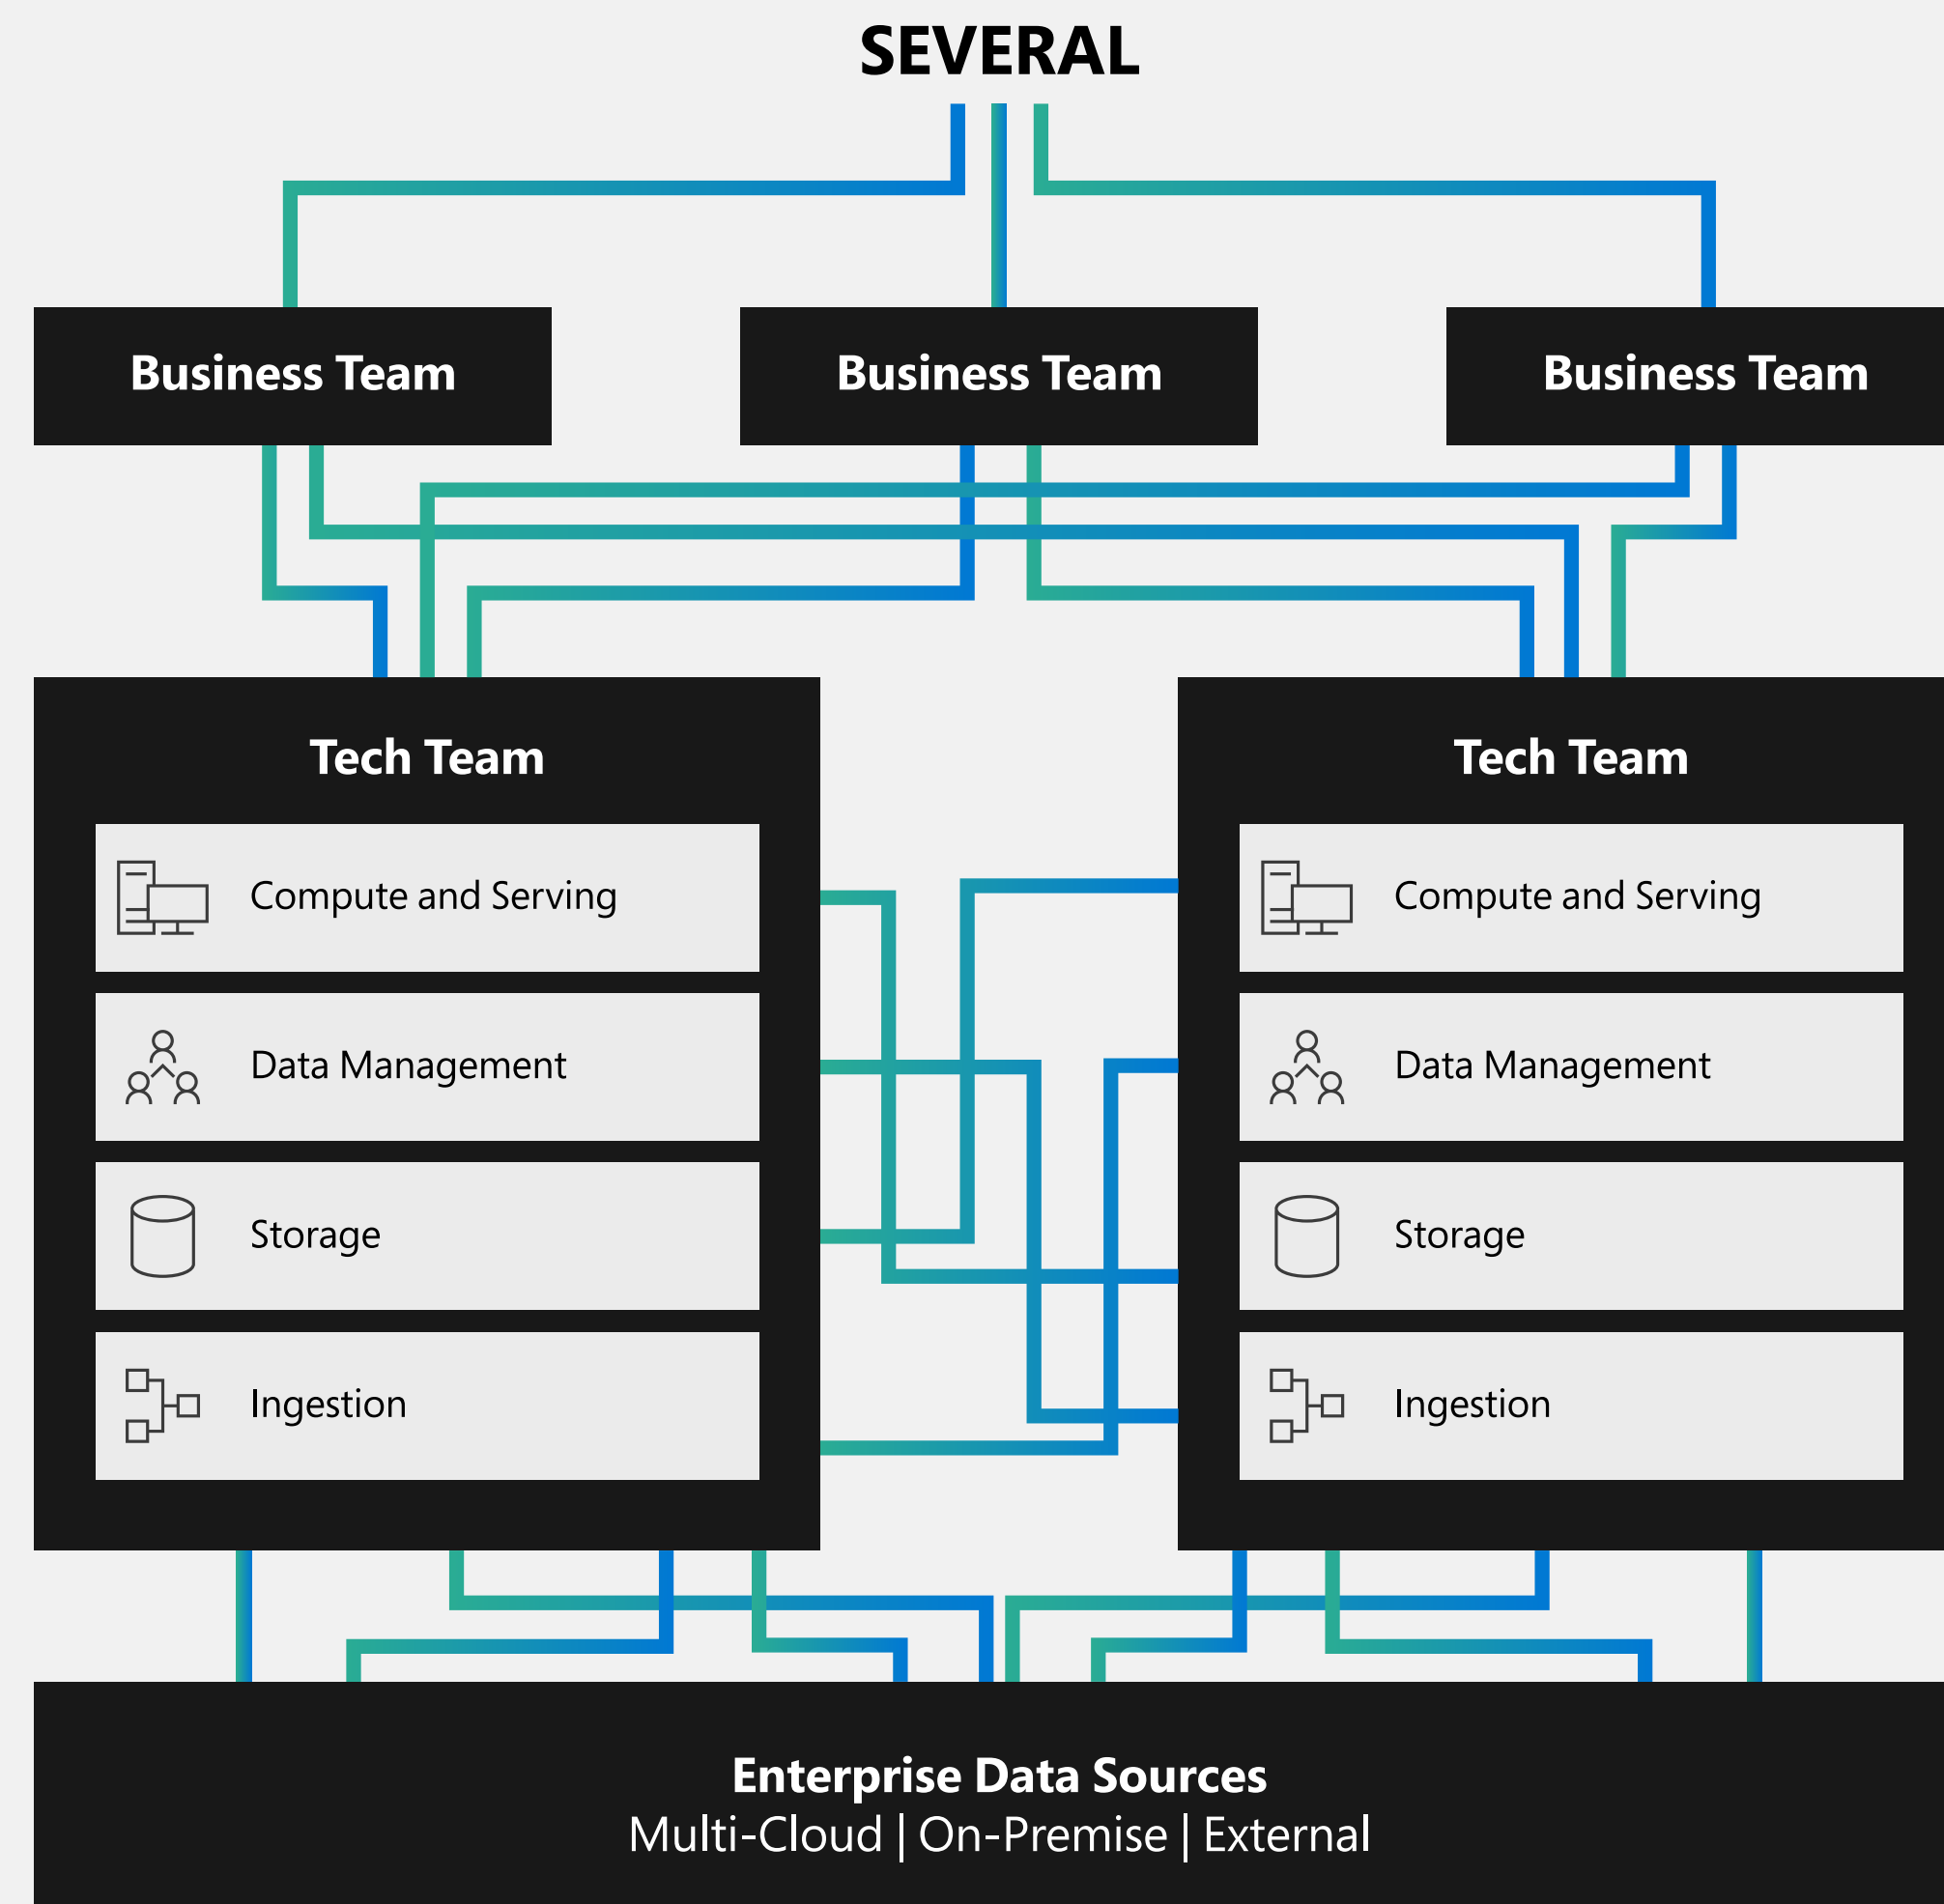 SEVERAL
Business Team
Business Team
Business Team
Tech Team
Compute and Serving
Data Management
Storage
Ingestion
Tech Team
Compute and Serving
Data Management
Storage
Ingestion
Enterprise Data Sources
Multi-Cloud | On-Premise | External